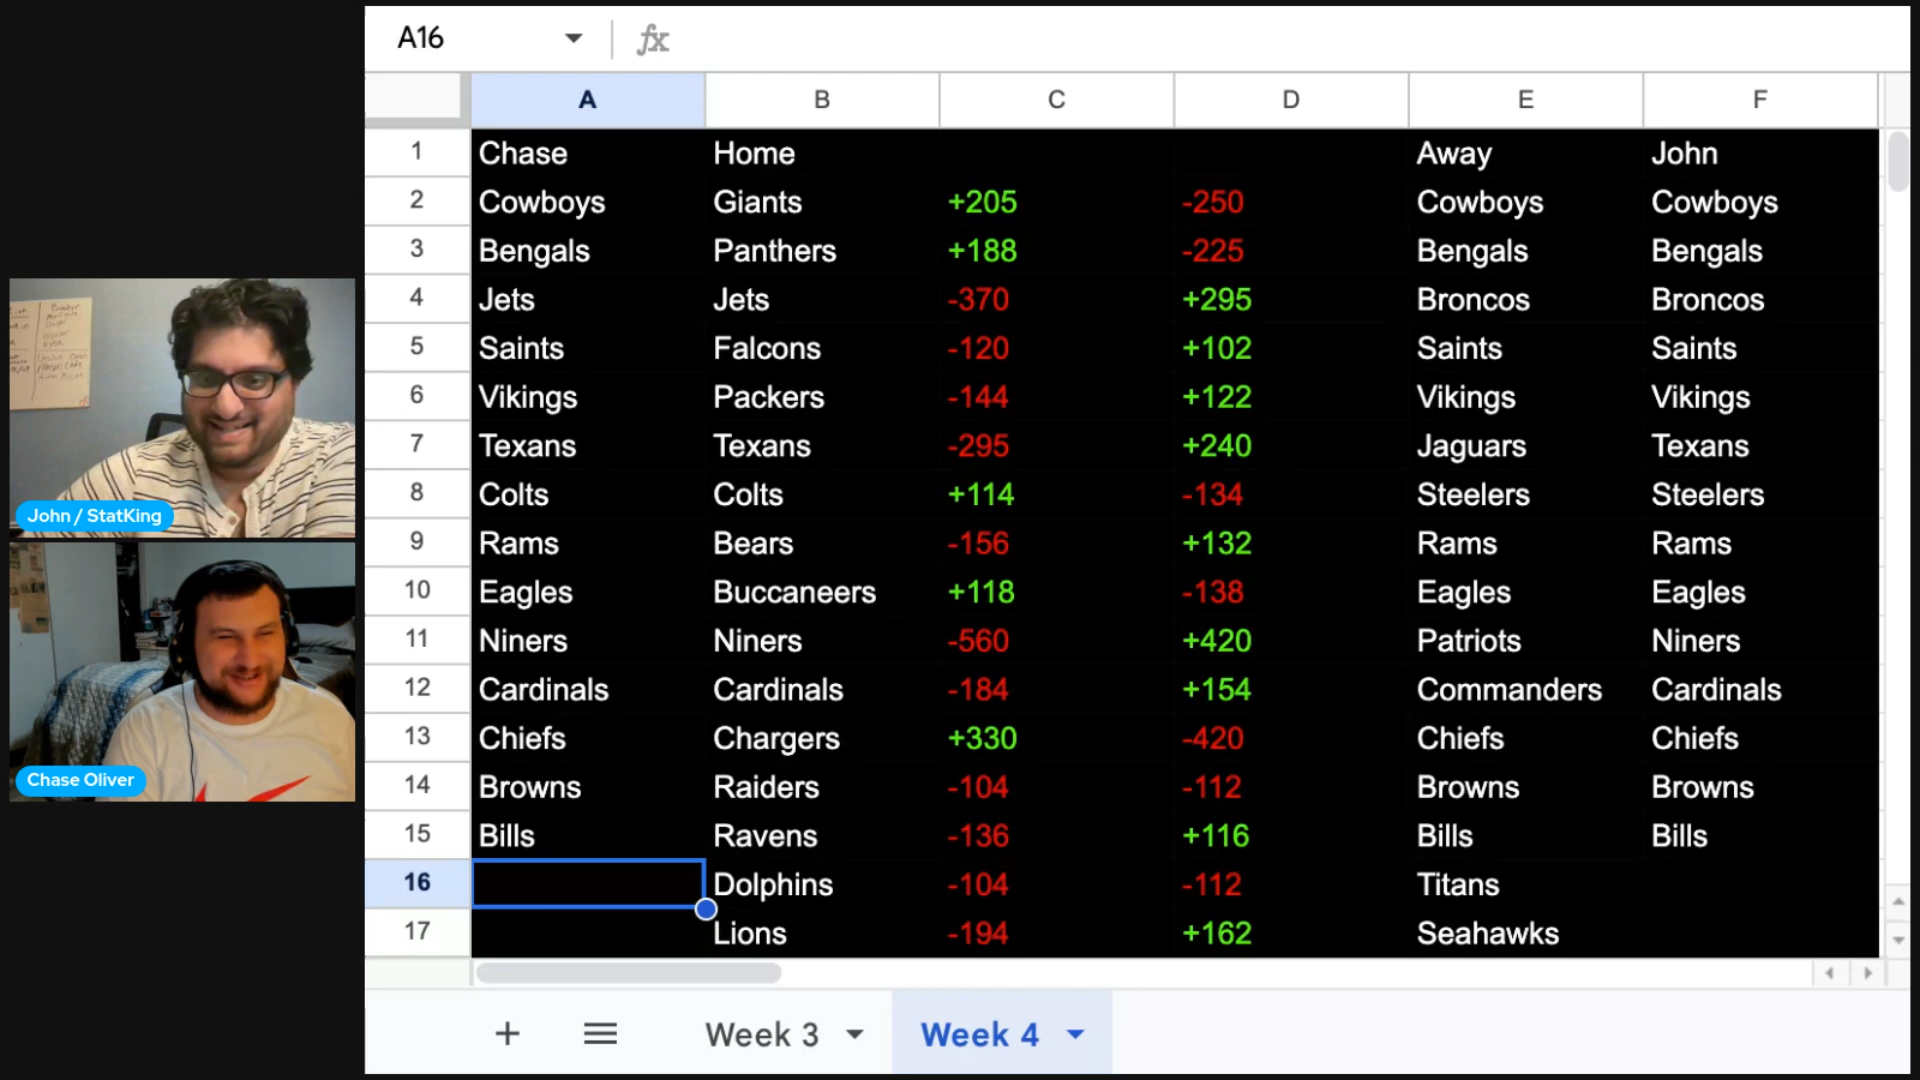 A16 fx
A B C D E F
1 Chase Home Away John
2 Cowboys Giants +205 -250 Cowboys Cowboys
3 Bengals Panthers +188 -225 Bengals Bengals
4 Jets Jets -370 +295 Broncos Broncos
5 Saints Falcons -120 +102 Saints Saints
6 Vikings Packers -144 +122 Vikings Vikings
7 Texans Texans -295 +240 Jaguars Texans
8 Colts Colts +114 -134 Steelers Steelers
9 Rams Bears -156 +132 Rams Rams
10 Eagles Buccaneers +118 -138 Eagles Eagles
11 Niners Niners -560 +420 Patriots Niners
12 Cardinals Cardinals -184 +154 Commanders Cardinals
13 Chiefs Chargers +330 -420 Chiefs Chiefs
14 Browns Raiders -104 -112 Browns Browns
15 Bills Ravens -136 +116 Bills Bills
16 Dolphins -104 -112 Titans
17 Lions -194 +162 Seahawks
John / StatKing
Chase Oliver
+ Week 3 Week 4